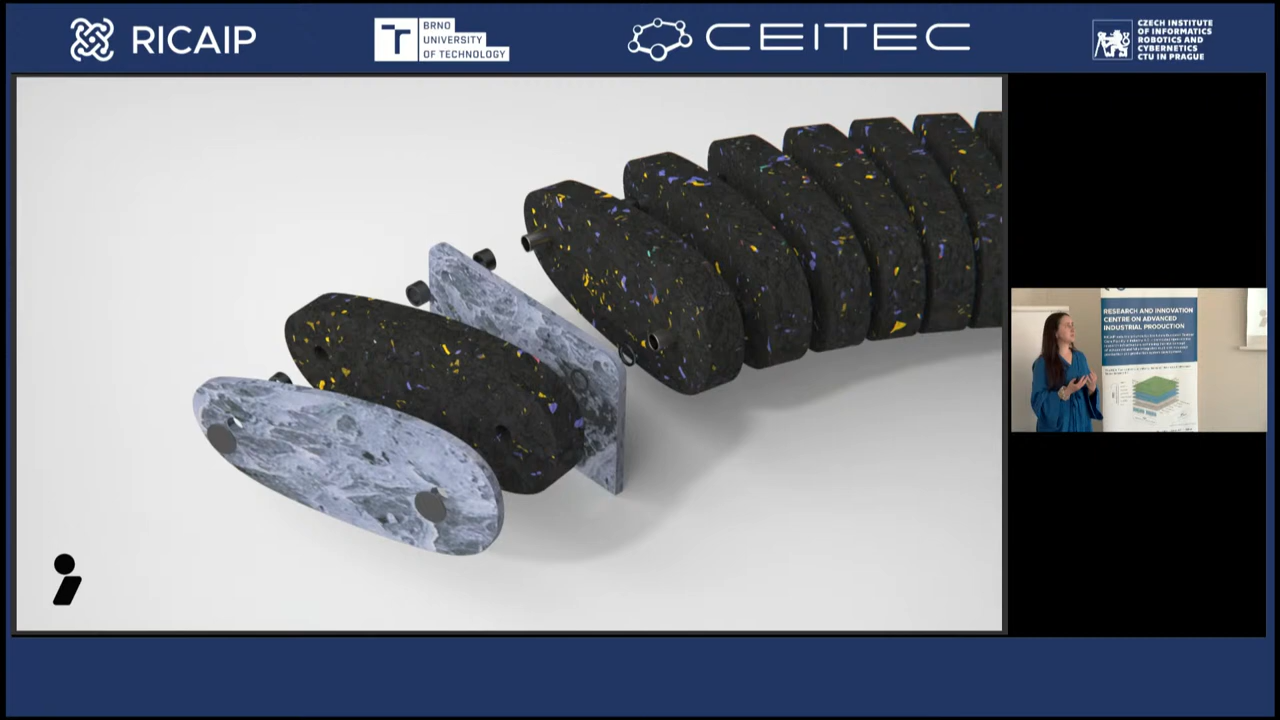 RICAIP
BRNO
UNIVERSITY
OF TECHNOLOGY
CEITEC
CZECH INSTITUTE
OF INFORMATICS
ROBOTICS AND
CYBERNETICS
CTU IN PRAGUE
RESEARCH AND INNOVATION
CENTRE ON ADVANCED
INDUSTRIAL PRODUCTION